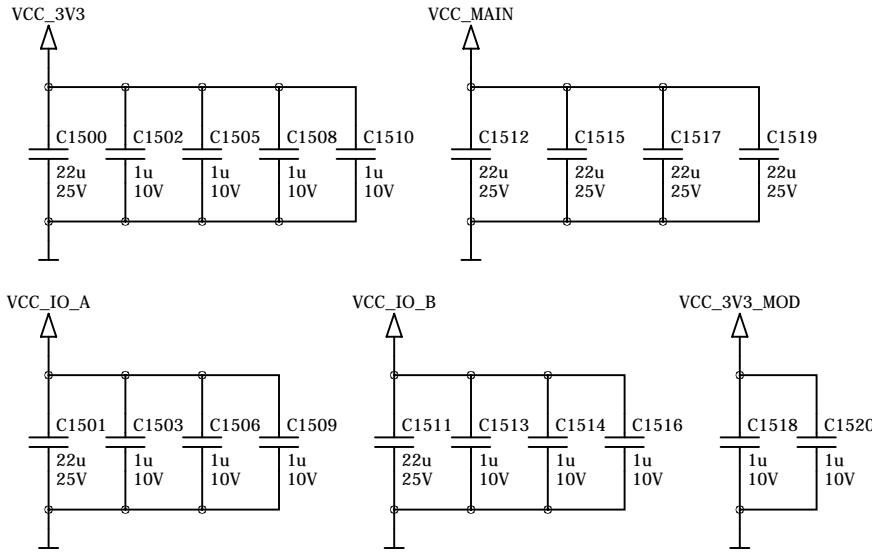 VCC_3V3
VCC_MAIN
C1500 C1502 C1505 C1508 C1510 C1512 C1515 C1517 C1519
22u 1u 1u 1u 1u 22u 22u 22u 22u
25V 10V 10V 10V 10V 25V 25V 25V 25V
VCC_IO_A
VCC_IO_B
VCC_3V3_MOD
C1501 C1503 C1506 C1509 C1511 C1513 C1514 C1516 C1518 C1520
22u 1u 1u 1u 22u 1u 1u 1u 1u 1u
25V 10V 10V 10V 25V 10V 10V 10V 10V 10V